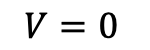 V = 0